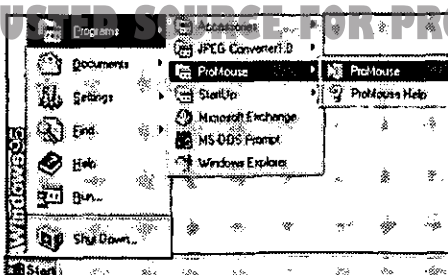 USTED SOURCE FOR PRO
Programs
Documents
Settings
Find
Help
Run...
Shut Down...
Windows95
Start
Accessories
JPEG Converter1.0
ProMouse
StartUp
Microsoft Exchange
MS-DOS Prompt
Windows Explorer
ProMouse
ProMouse Help